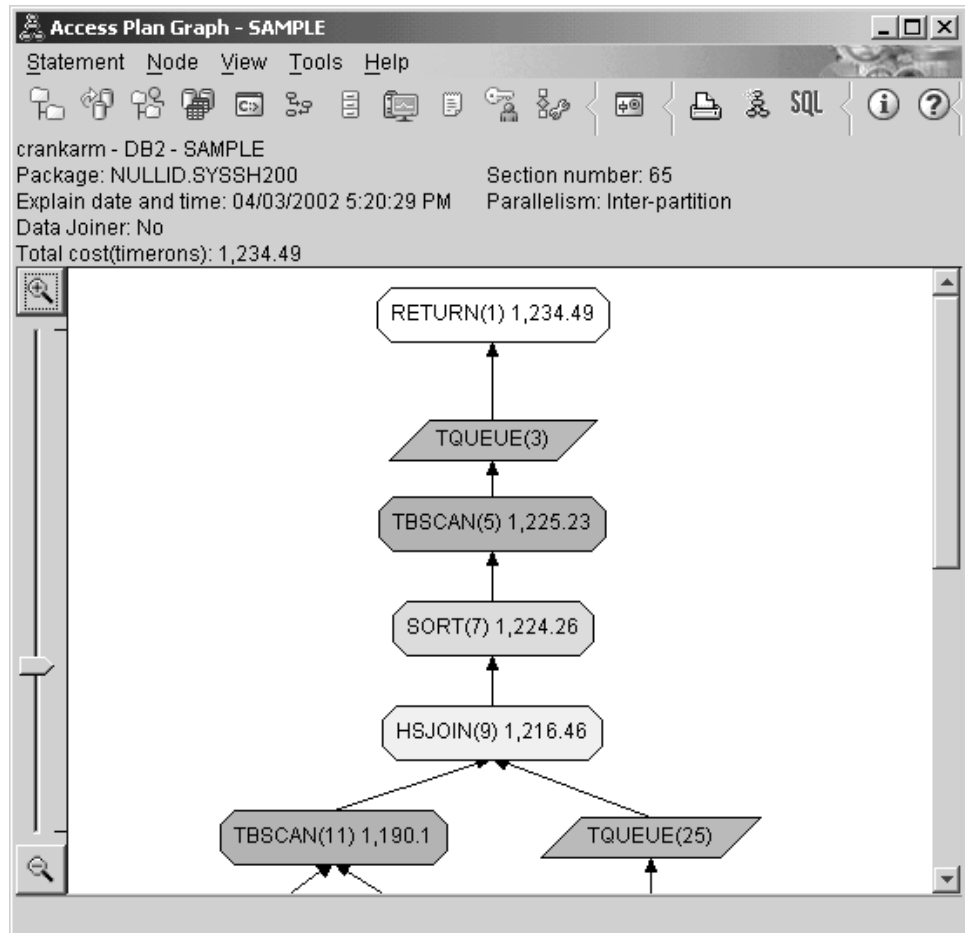 Access Plan Graph - SAMPLE
Statement Node View Tools Help
SQL
crankarm - DB2 - SAMPLE
Package: NULLID.SYSSH200 Section number: 65
Explain date and time: 04/03/2002 5:20:29 PM Parallelism: Inter-partition
Data Joiner: No
Total cost(timerons): 1,234.49
RETURN(1) 1,234.49
TQUEUE(3)
TBSCAN(5) 1,225.23
SORT(7) 1,224.26
HSJOIN(9) 1,216.46
TBSCAN(11) 1,190.1 TQUEUE(25)